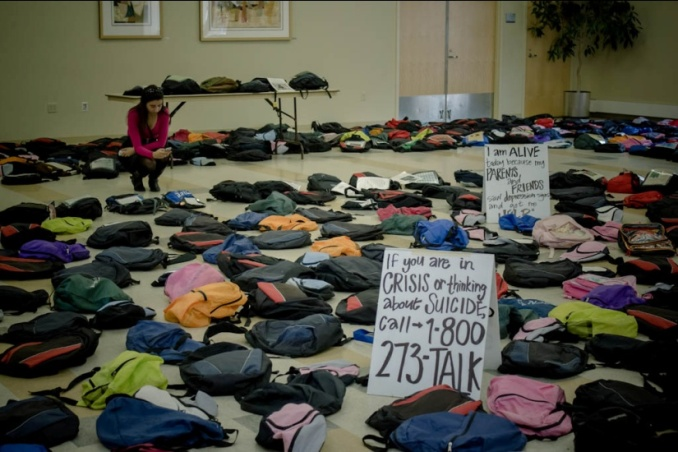 I am ALIVE
today because my
PARENTS,
and FRIENDS
IF you are in
CRISIS or thinking
about SUICIDE,
Call → 1-800
273-TALK